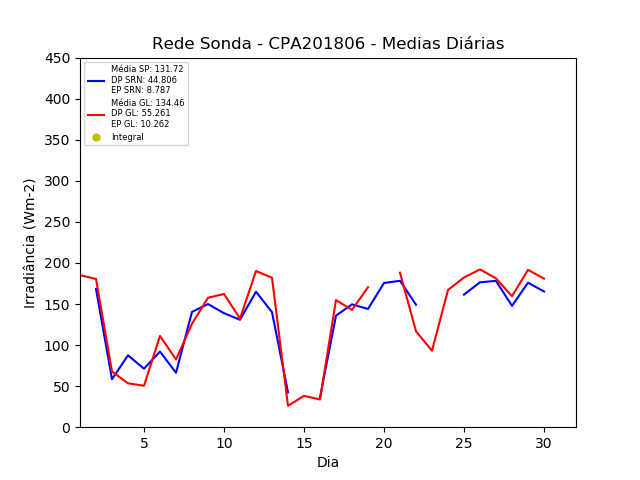 Rede Sonda - CPA201806 - Medias Diárias
Média SP: 131.72
DP SRN: 44.806
EP SRN: 8.787
Média GL: 134.46
DP GL: 55.261
EP GL: 10.262
Integral
Irradiância (Wm-2)
450
400
350
300
250
200
150
100
50
0
5 10 15 20 25 30
Dia